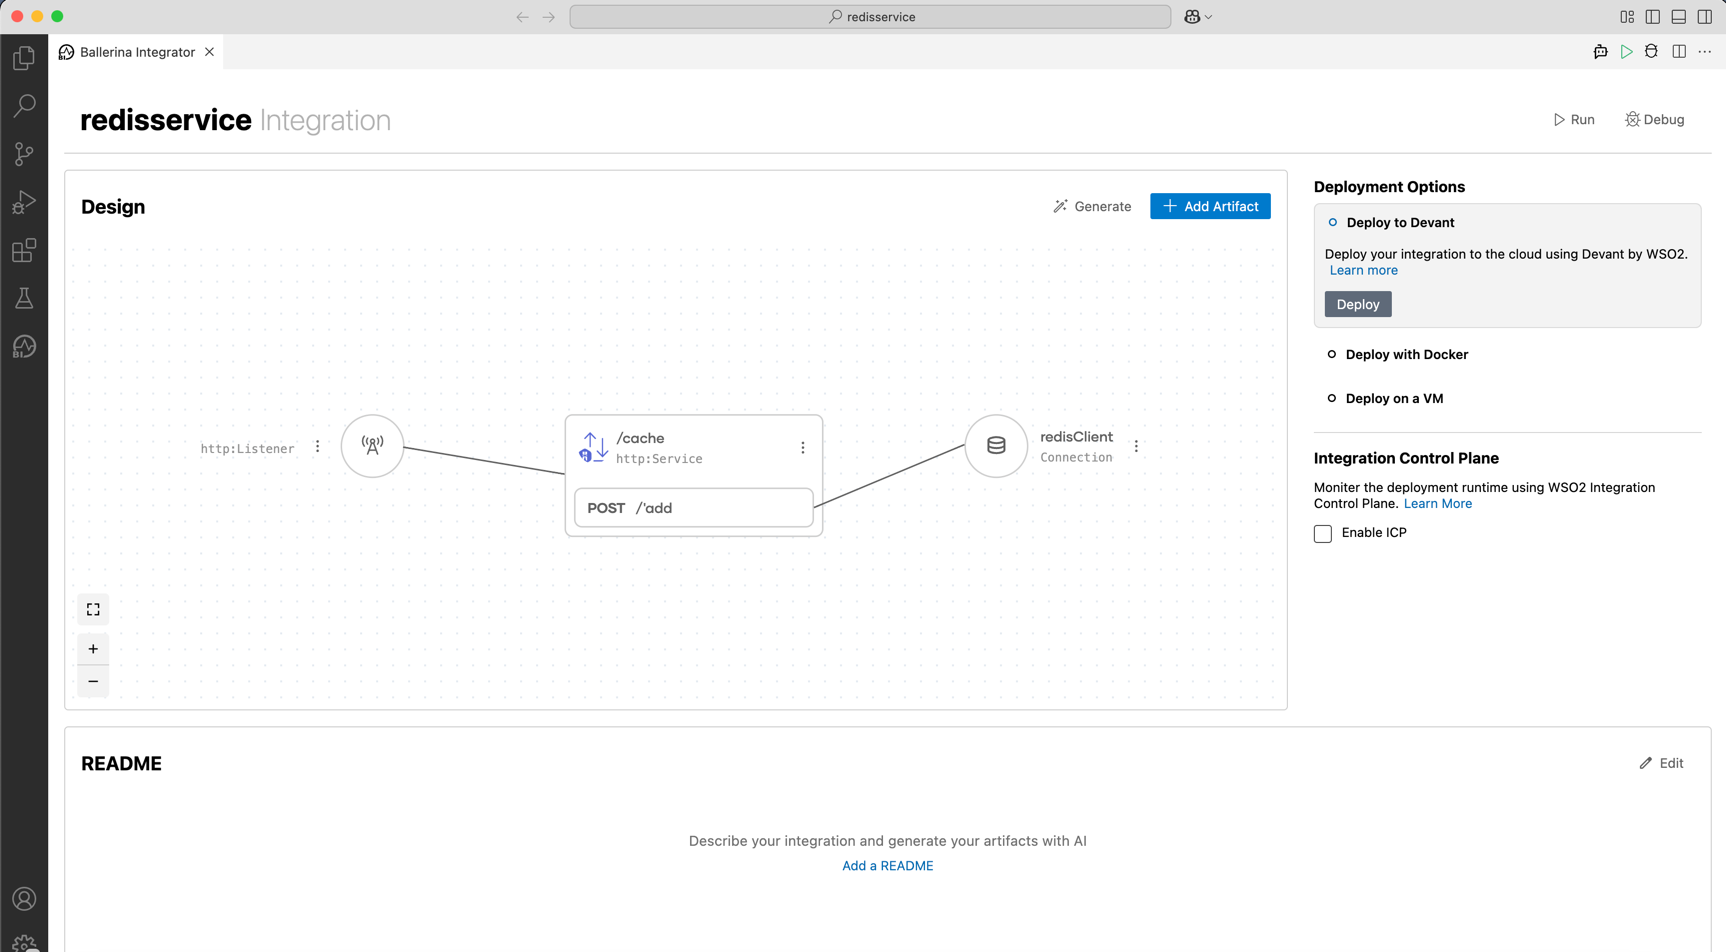 redisservice
Ballerina Integrator
redisservice Integration
Run
Debug
Design
Generate
Add Artifact
http:Listener
/cache
http:Service
POST /'add
redisClient
Connection
Deployment Options
Deploy to Devant
Deploy your integration to the cloud using Devant by WSO2.
Learn more
Deploy
Deploy with Docker
Deploy on a VM
Integration Control Plane
Moniter the deployment runtime using WSO2 Integration
Control Plane. Learn More
Enable ICP
README
Edit
Describe your integration and generate your artifacts with AI
Add a README
BI